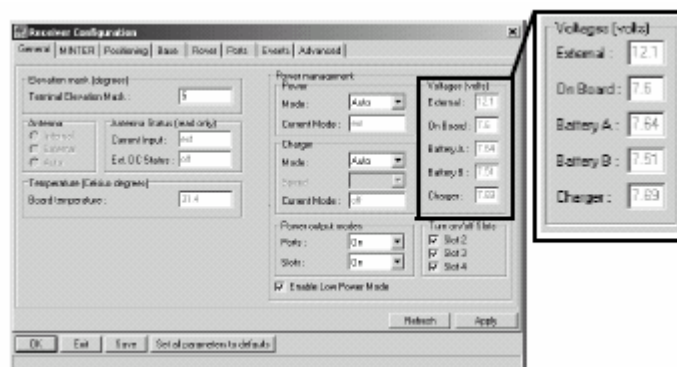 Receiver Configuration
General MINTER Positioning Base Rover Ports Events Advanced
Elevation mask (degrees)
Terminal Elevation Mask : 5
Antenna
Internal
External
Auto
Antenna Status (read only)
Current Input : ext
Ext. DC Status : off
Temperature (Celsius degrees)
Board temperature : 31.4
Power management
Power
Mode : Auto
Current Mode : ext
Charger
Mode : Auto
Speed :
Current Mode : off
Voltages (volts)
External : 12.1
On Board : 7.6
Battery A : 7.64
Battery B : 7.51
Charger : 7.69
Power output modes
Ports : On
Slots : On
Turn on/off Slots
Slot 2
Slot 3
Slot 4
Enable Low Power Mode
Refresh Apply
OK Exit Save Set all parameters to defaults
Voltages (volts)
External : 12.1
On Board : 7.6
Battery A : 7.64
Battery B : 7.51
Charger : 7.69